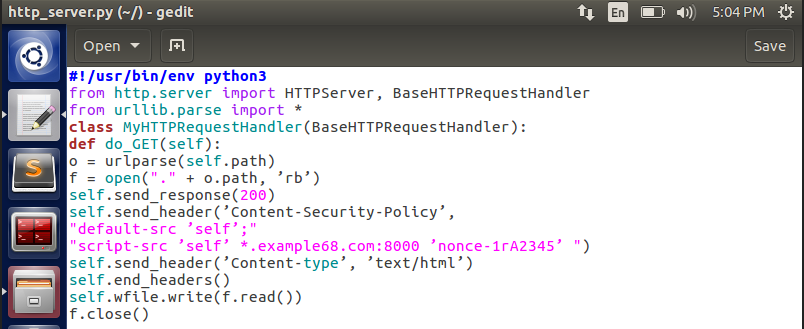 http_server.py (~/) - gedit
En
5:04 PM
Open
Save
#!/usr/bin/env python3
from http.server import HTTPServer, BaseHTTPRequestHandler
from urllib.parse import *
class MyHTTPRequestHandler(BaseHTTPRequestHandler):
def do_GET(self):
o = urlparse(self.path)
f = open("." + o.path, ’rb’)
self.send_response(200)
self.send_header(’Content-Security-Policy’,
"default-src ’self’;"
"script-src ’self’ *.example68.com:8000 ’nonce-1rA2345’ ")
self.send_header(’Content-type’, ’text/html’)
self.end_headers()
self.wfile.write(f.read())
f.close()